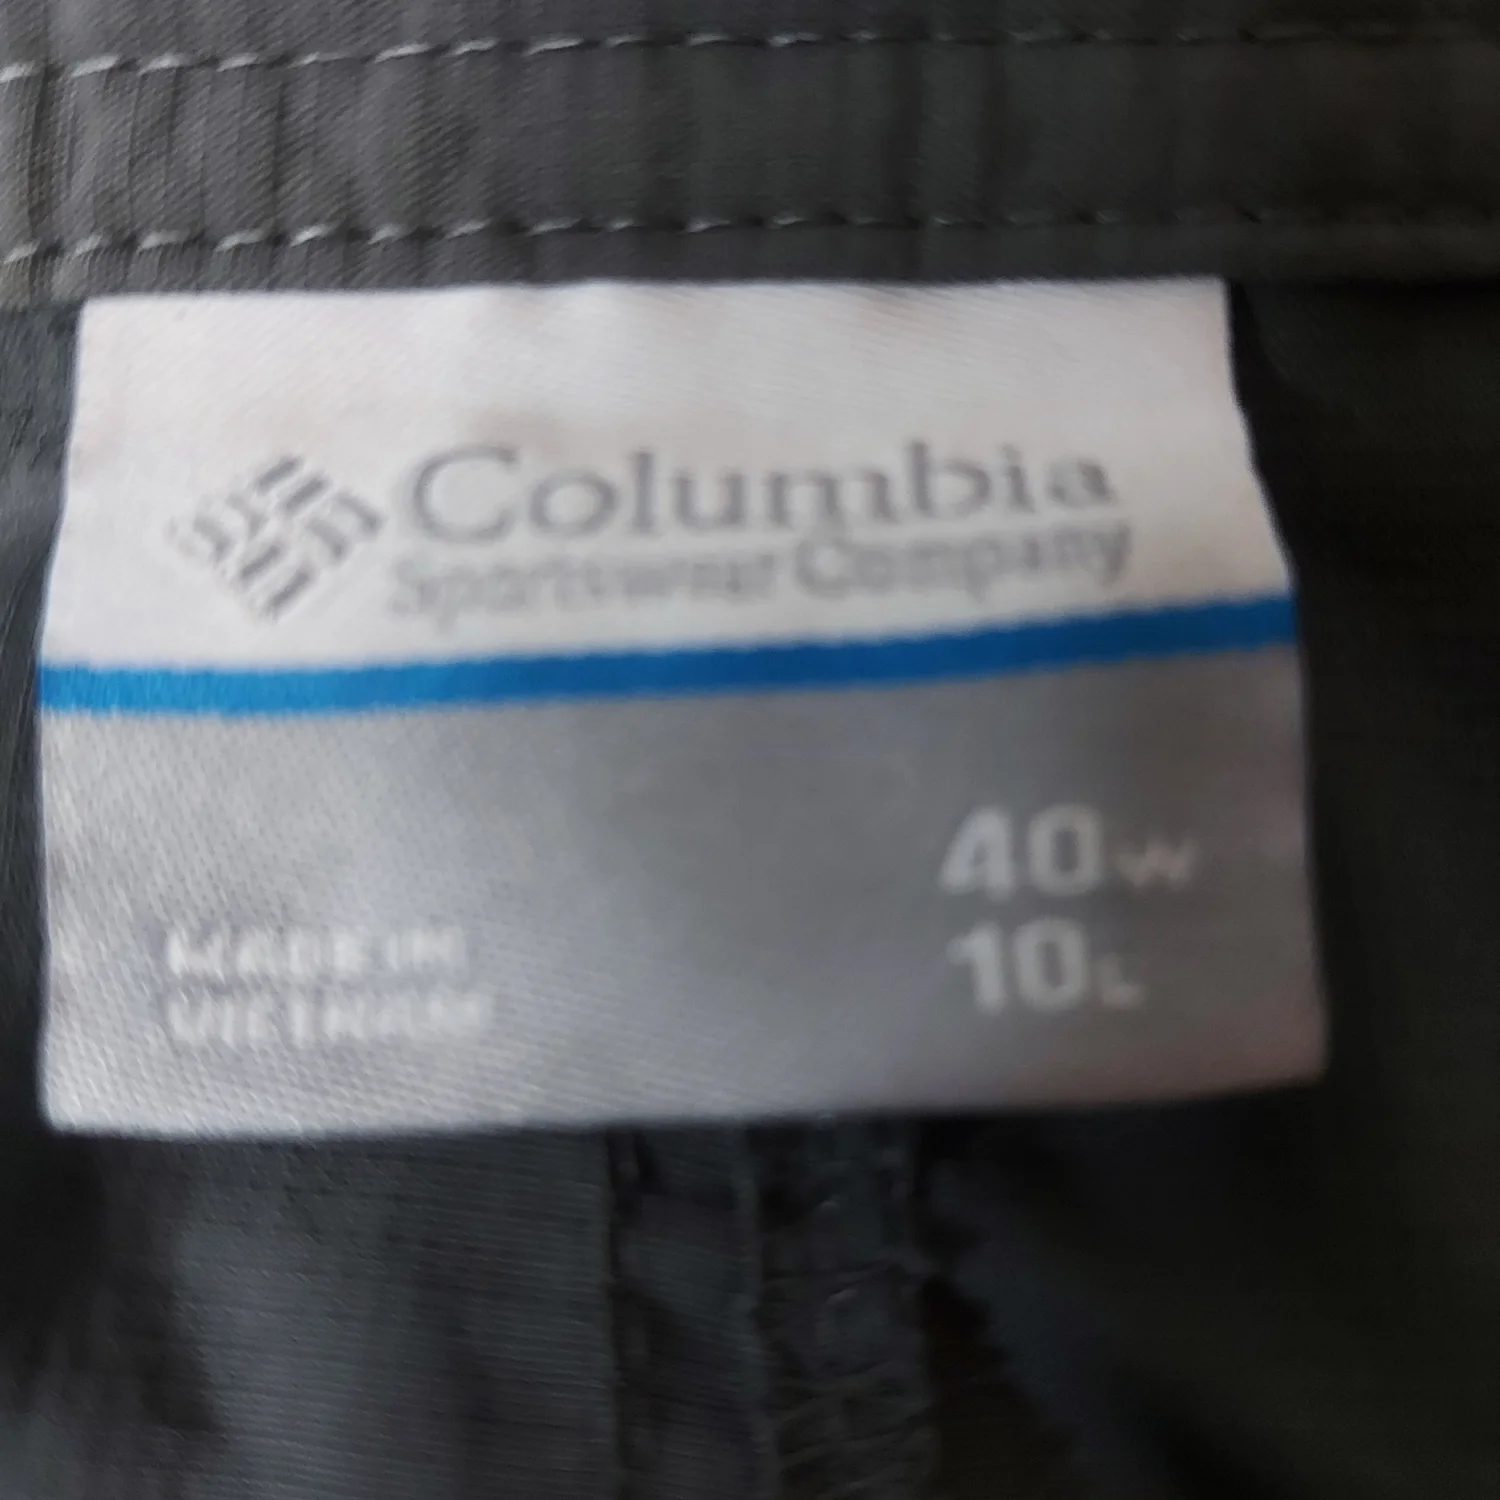 Columbia
Sportswear Company
40W
10L
MADE IN
VIETNAM